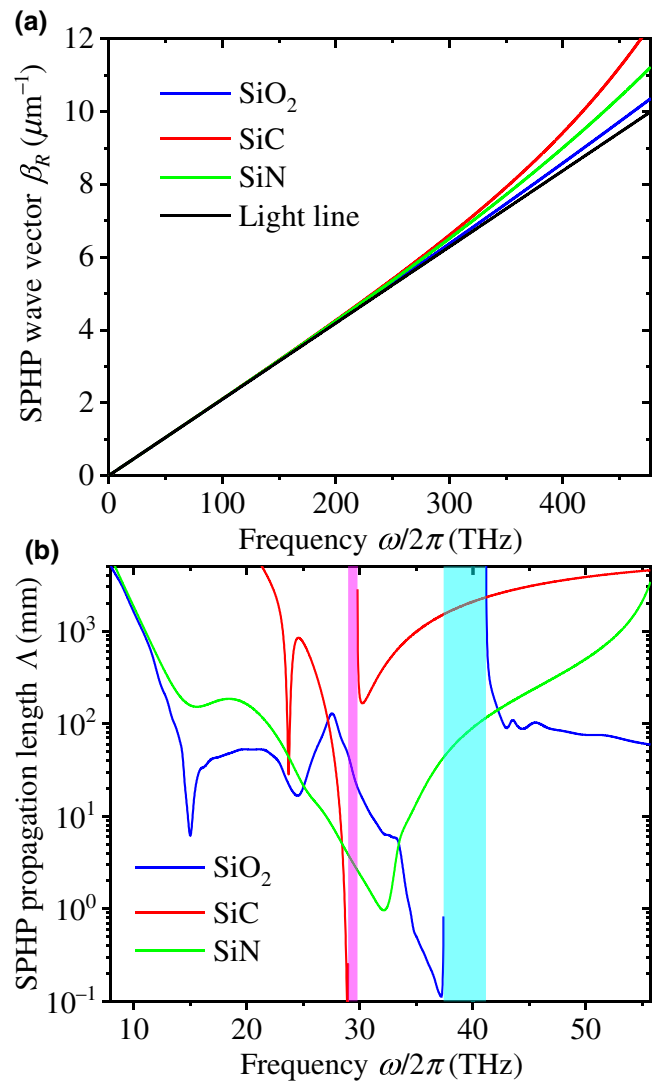 (a)
12
10
8
6
4
2
0
SPHP wave vector β_R (μm⁻¹)
SiO₂
SiC
SiN
Light line
0 100 200 300 400
Frequency ω/2π (THz)
(b)
10³
10²
10¹
10⁰
10⁻¹
SPHP propagation length Λ (mm)
SiO₂
SiC
SiN
10 20 30 40 50
Frequency ω/2π (THz)